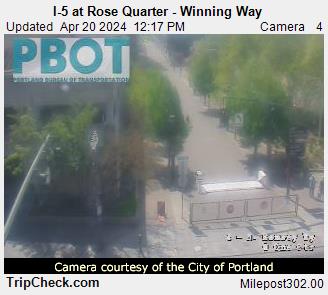 I-5 at Rose Quarter - Winning Way
Updated  Apr 20 2024  12:17 PM
Camera  4
PBOT
PORTLAND BUREAU OF TRANSPORTATION
Camera courtesy of the City of Portland
TripCheck.com
Milepost302.00